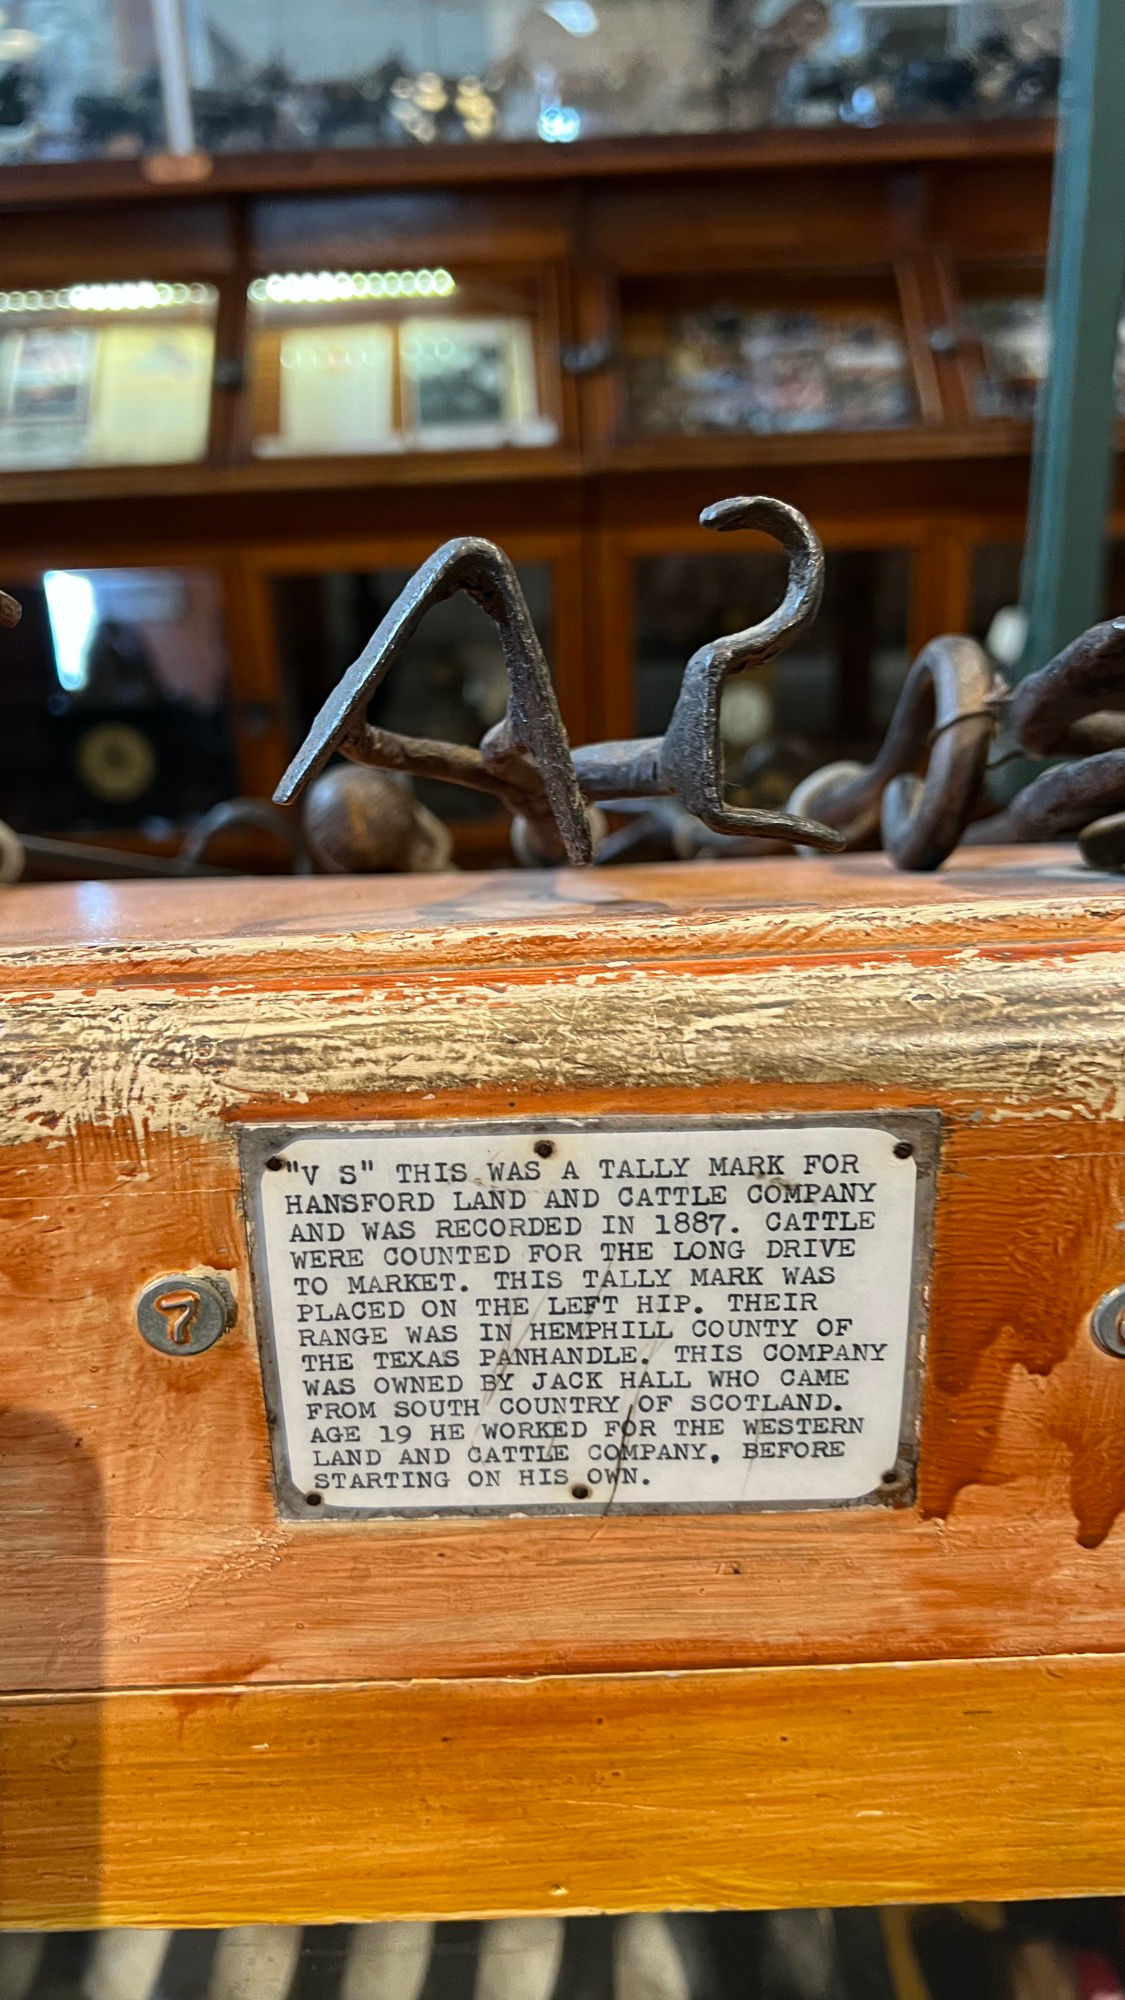 "V S" THIS WAS A TALLY MARK FOR
HANSFORD LAND AND CATTLE COMPANY
AND WAS RECORDED IN 1887. CATTLE
WERE COUNTED FOR THE LONG DRIVE
TO MARKET. THIS TALLY MARK WAS
PLACED ON THE LEFT HIP. THEIR
RANGE WAS IN HEMPHILL COUNTY OF
THE TEXAS PANHANDLE. THIS COMPANY
WAS OWNED BY JACK HALL WHO CAME
FROM SOUTH COUNTRY OF SCOTLAND.
AGE 19 HE WORKED FOR THE WESTERN
LAND AND CATTLE COMPANY, BEFORE
STARTING ON HIS OWN.
7